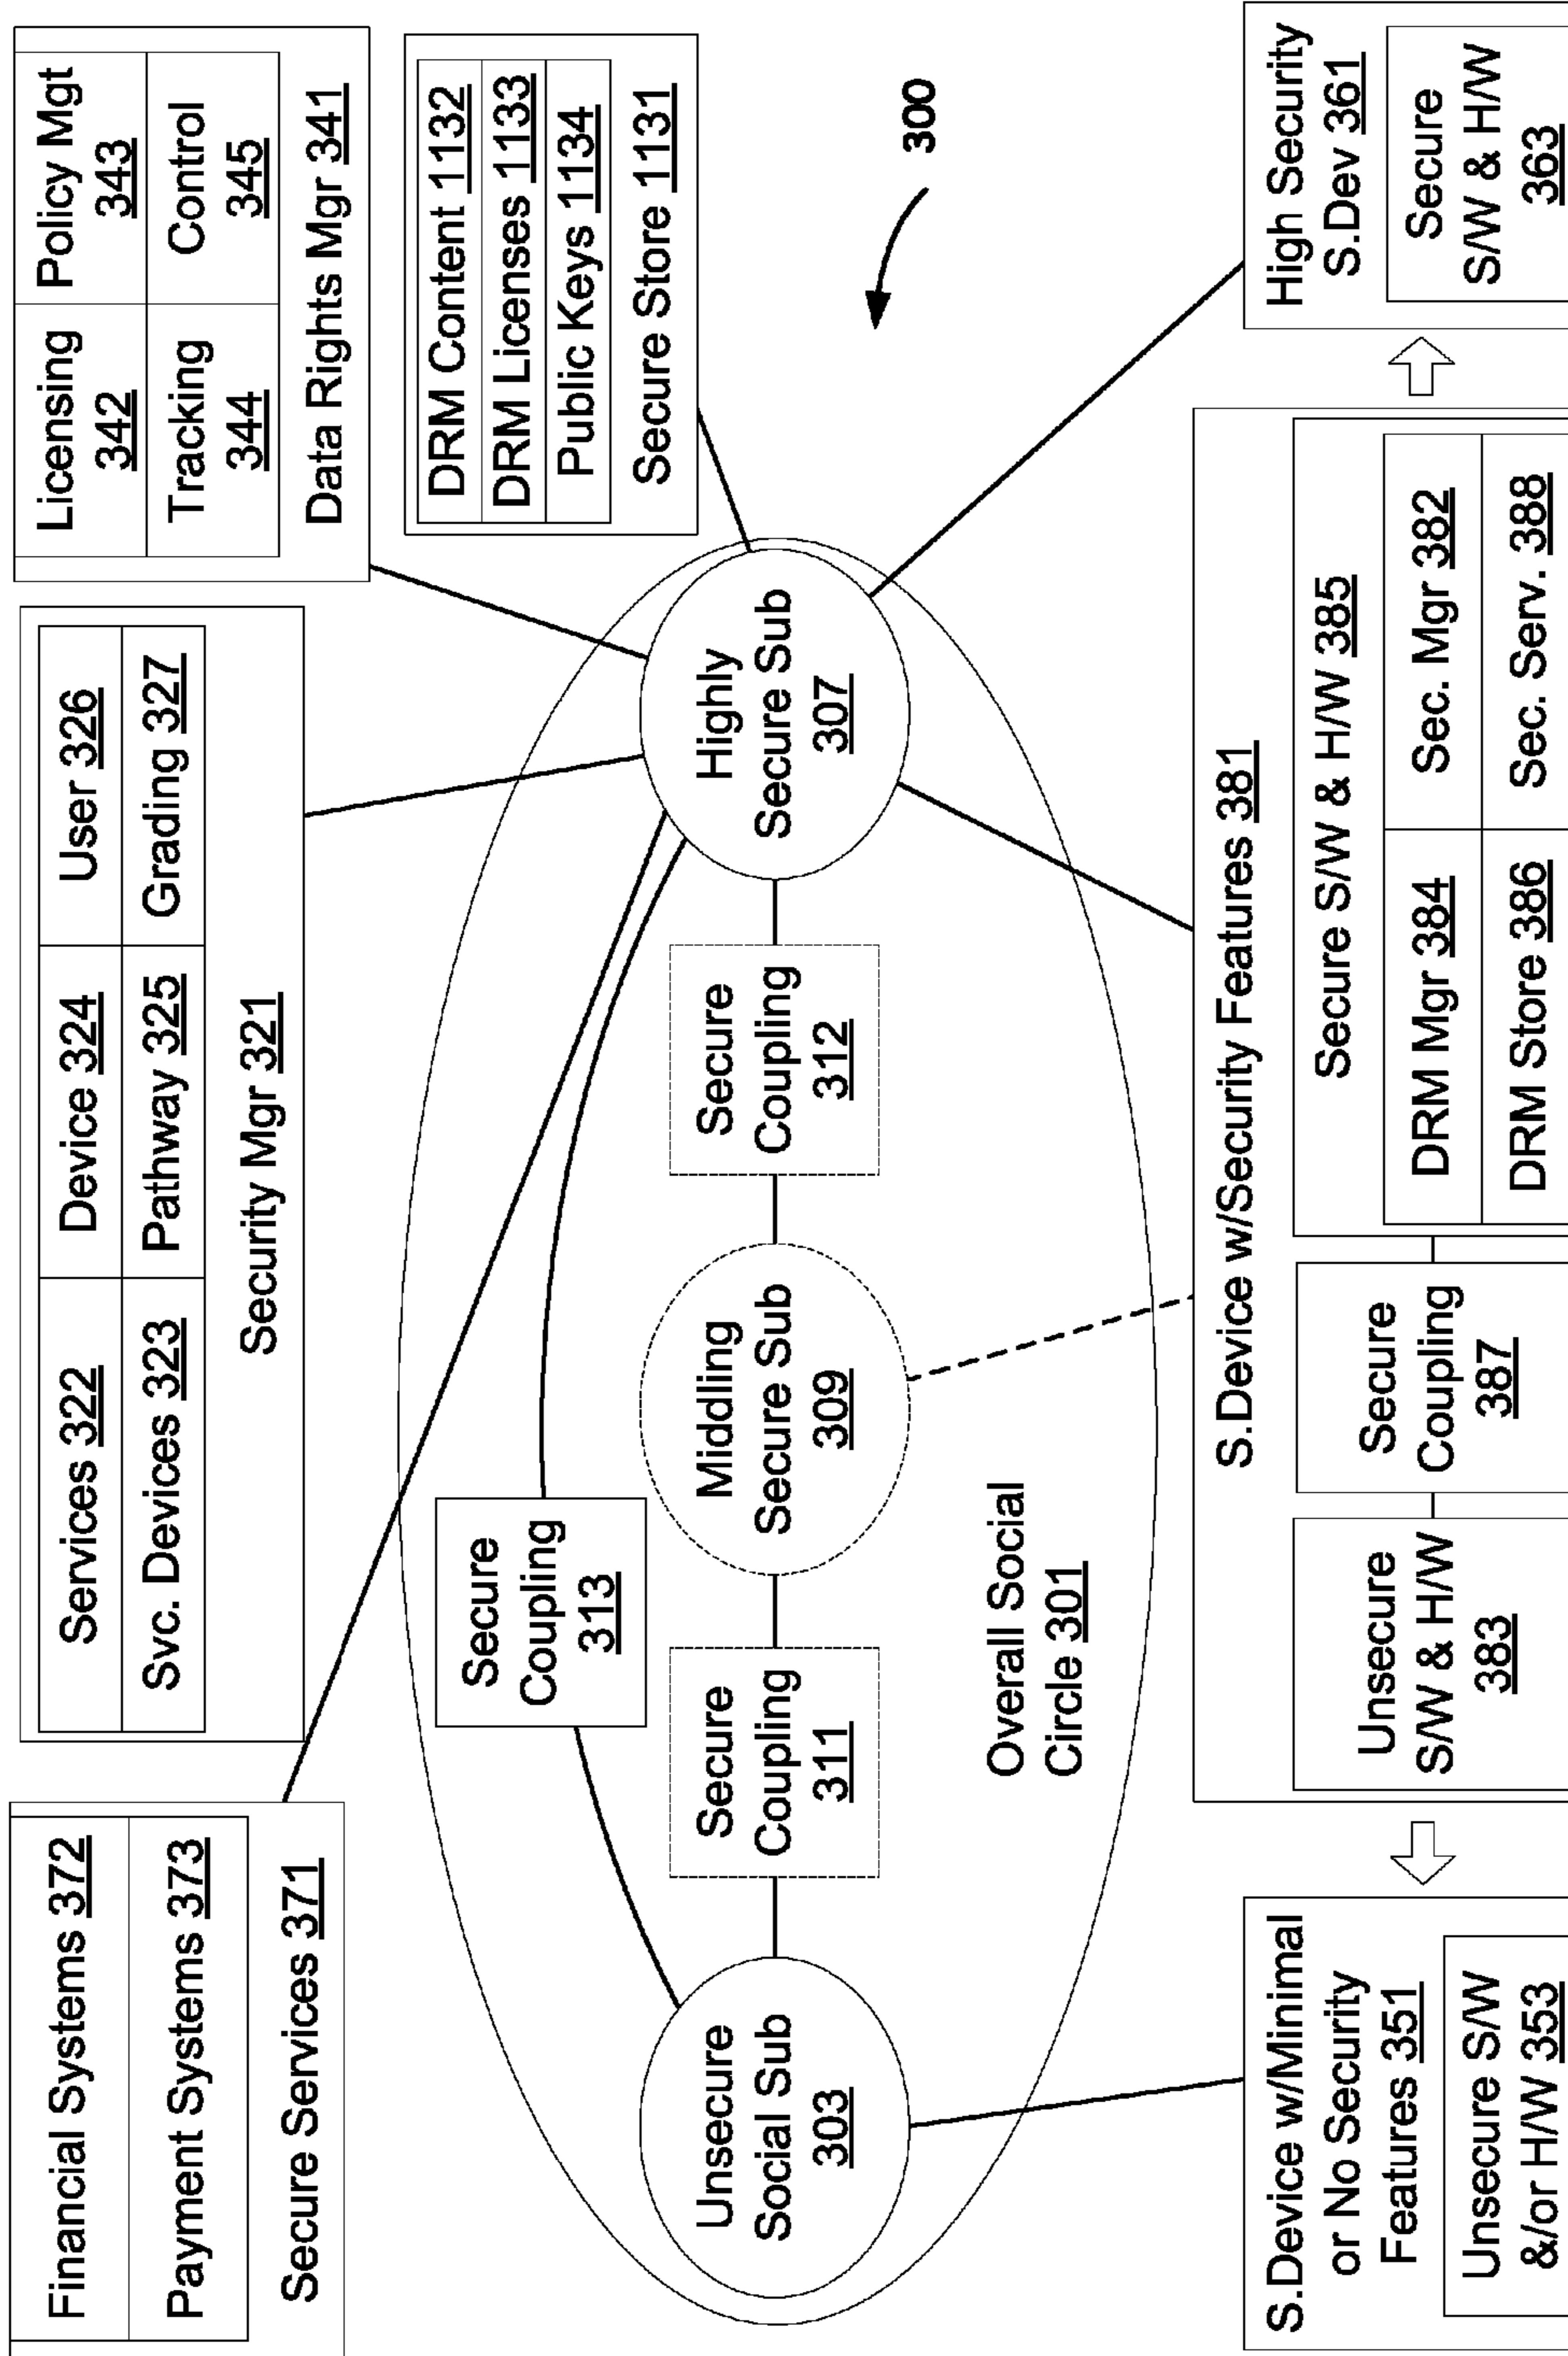 Financial Systems 372
Payment Systems 373
Secure Services 371
Services 322
Device 324
User 326
Svc. Devices 323
Pathway 325
Grading 327
Security Mgr 321
Licensing
342
Policy Mgt
343
Tracking
344
Control
345
Data Rights Mgr 341
DRM Content 1132
DRM Licenses 1133
Public Keys 1134
Secure Store 1131
300
Secure
Coupling
313
Unsecure
Social Sub
303
Secure
Coupling
311
Middling
Secure Sub
309
Secure
Coupling
312
Highly
Secure Sub
307
Overall Social
Circle 301
S.Device w/Minimal
or No Security
Features 351
Unsecure S/W
&/or H/W 353
S.Device w/Security Features 381
Unsecure
S/W & H/W
383
Secure
Coupling
387
Secure S/W & H/W 385
DRM Mgr 384
Sec. Mgr 382
DRM Store 386
Sec. Serv. 388
High Security
S.Dev 361
Secure
S/W & H/W
363